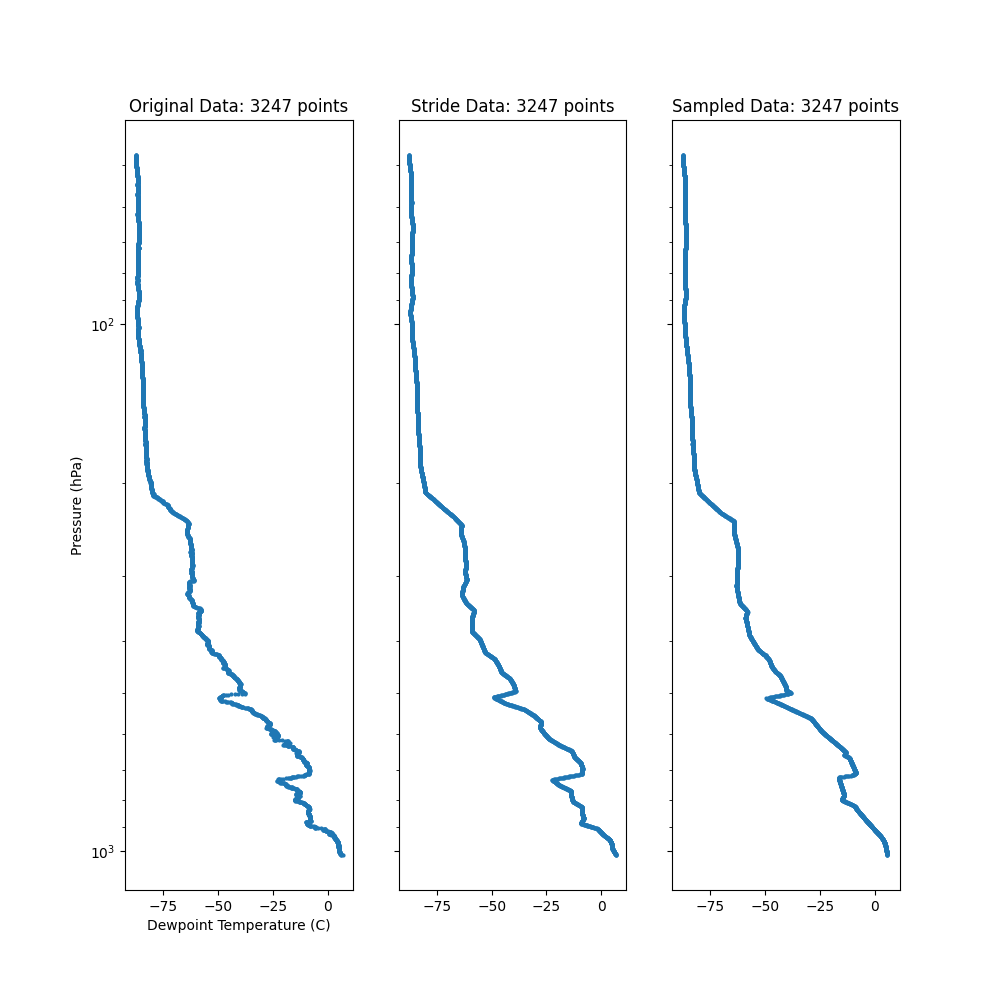 Original Data: 3247 points
Stride Data: 3247 points
Sampled Data: 3247 points
Pressure (hPa)
10²
10³
−75 −50 −25 0
−75 −50 −25 0
−75 −50 −25 0
Dewpoint Temperature (C)